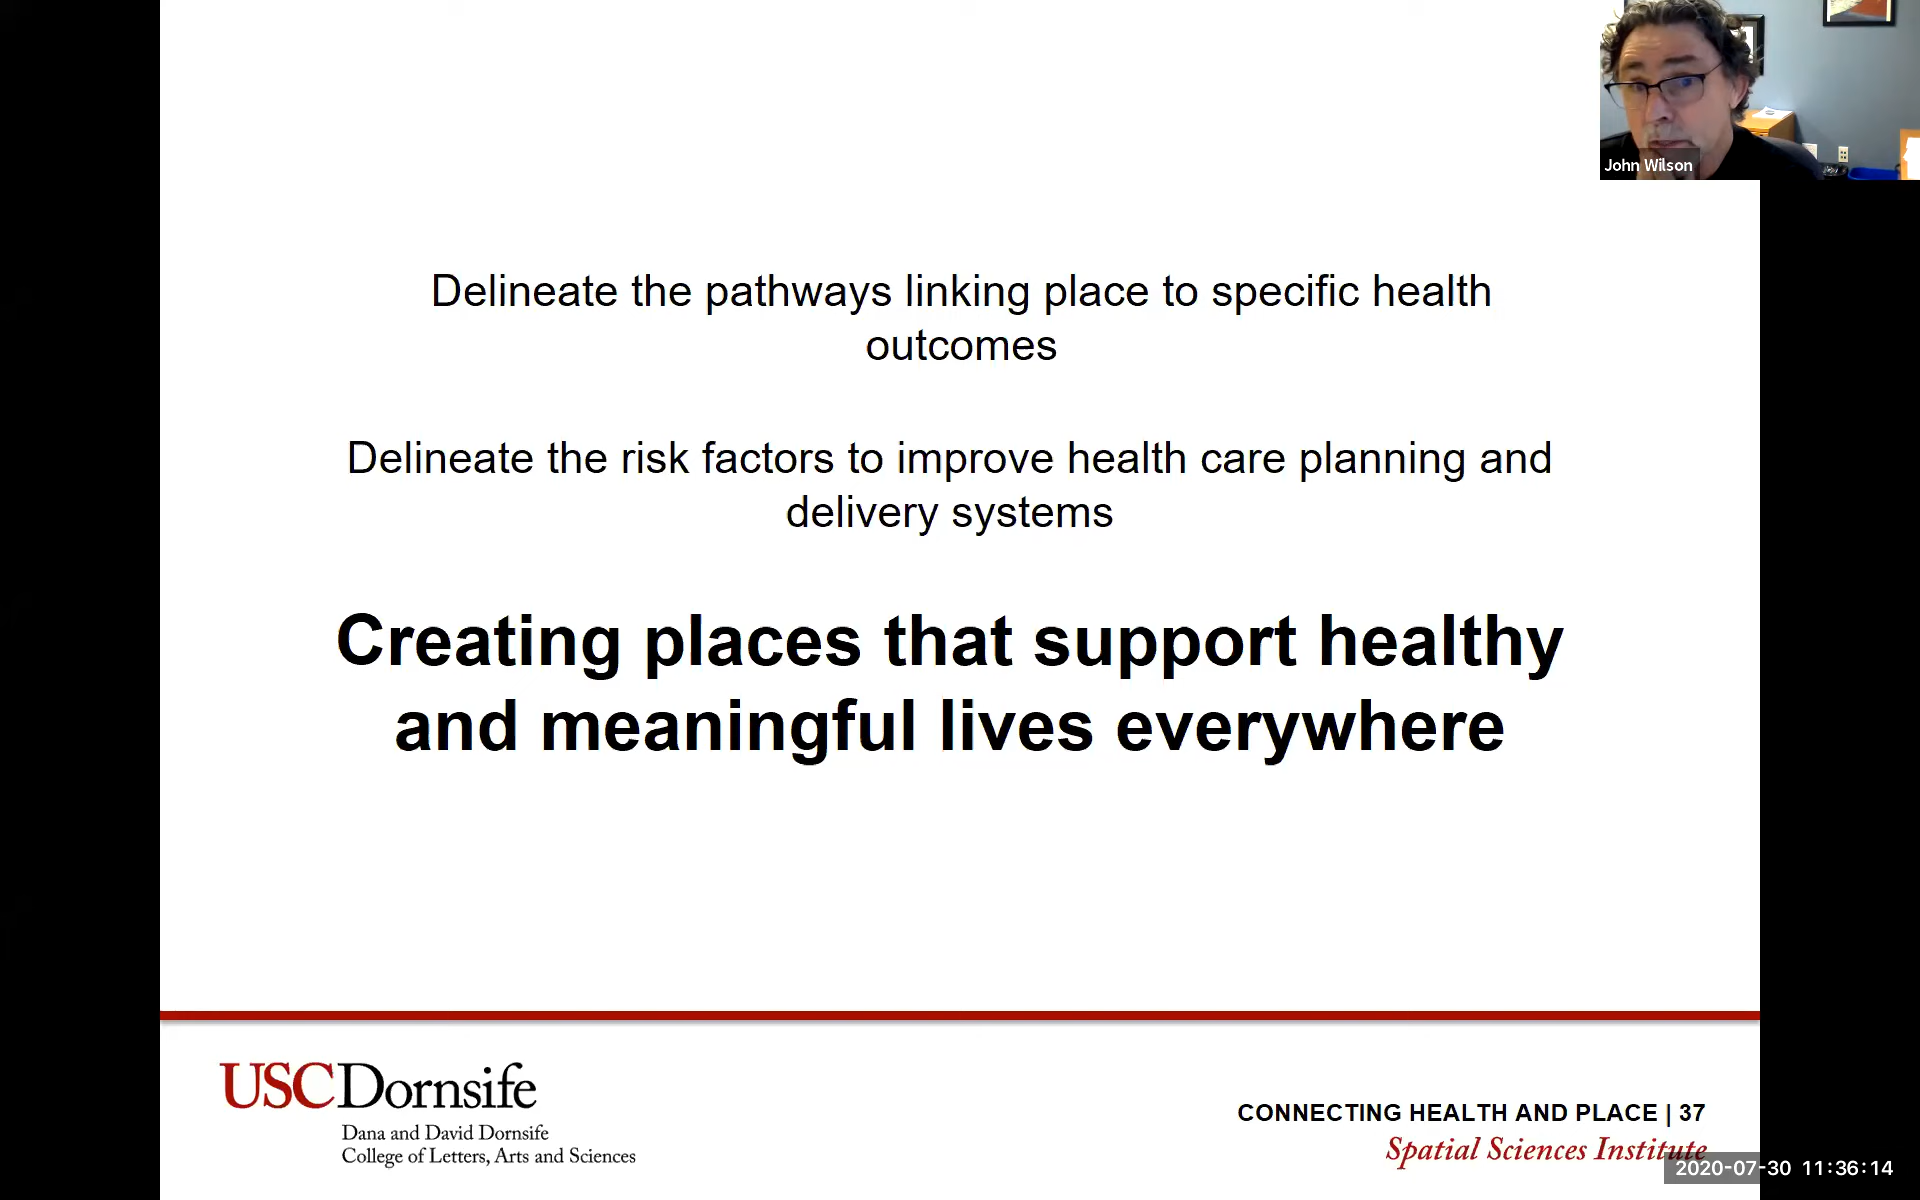 John Wilson
Delineate the pathways linking place to specific health
outcomes
Delineate the risk factors to improve health care planning and
delivery systems
Creating places that support healthy
and meaningful lives everywhere
USCDornsife
Dana and David Dornsife
College of Letters, Arts and Sciences
CONNECTING HEALTH AND PLACE | 37
Spatial Sciences Institute
2020-07-30 11:36:14